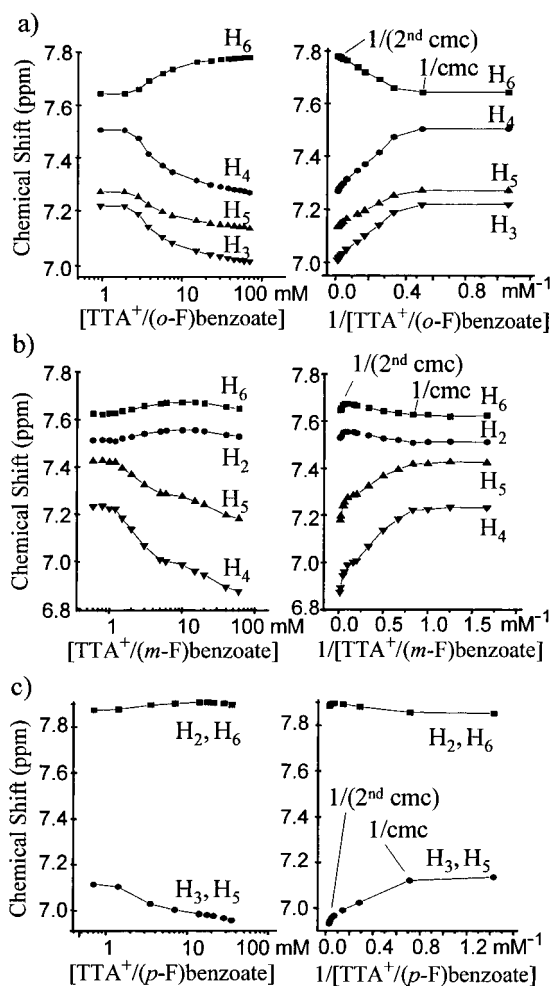 a)
Chemical Shift (ppm)
7.8
7.6
7.4
7.2
7.0
H6
H4
H5
H3
1 10 100 mM
[TTA+/(o-F)benzoate]
7.8
7.6
7.4
7.2
7.0
1/(2nd cmc)
1/cmc
H6
H4
H5
H3
0.0 0.4 0.8 mM−1
1/[TTA+/(o-F)benzoate]
b)
Chemical Shift (ppm)
7.8
7.6
7.4
7.2
7.0
6.8
H6
H2
H5
H4
1 10 100 mM
[TTA+/(m-F)benzoate]
7.8
7.6
7.4
7.2
7.0
6.8
1/(2nd cmc)
1/cmc
H6
H2
H5
H4
0.0 0.5 1.0 1.5 mM−1
1/[TTA+/(m-F)benzoate]
c)
Chemical Shift (ppm)
7.8
7.6
7.4
7.2
7.0
H2, H6
H3, H5
1 10 100 mM
[TTA+/(p-F)benzoate]
7.8
7.6
7.4
7.2
7.0
H2, H6
1/(2nd cmc)
1/cmc
H3, H5
0.0 0.4 0.8 1.2 mM−1
1/[TTA+/(p-F)benzoate]